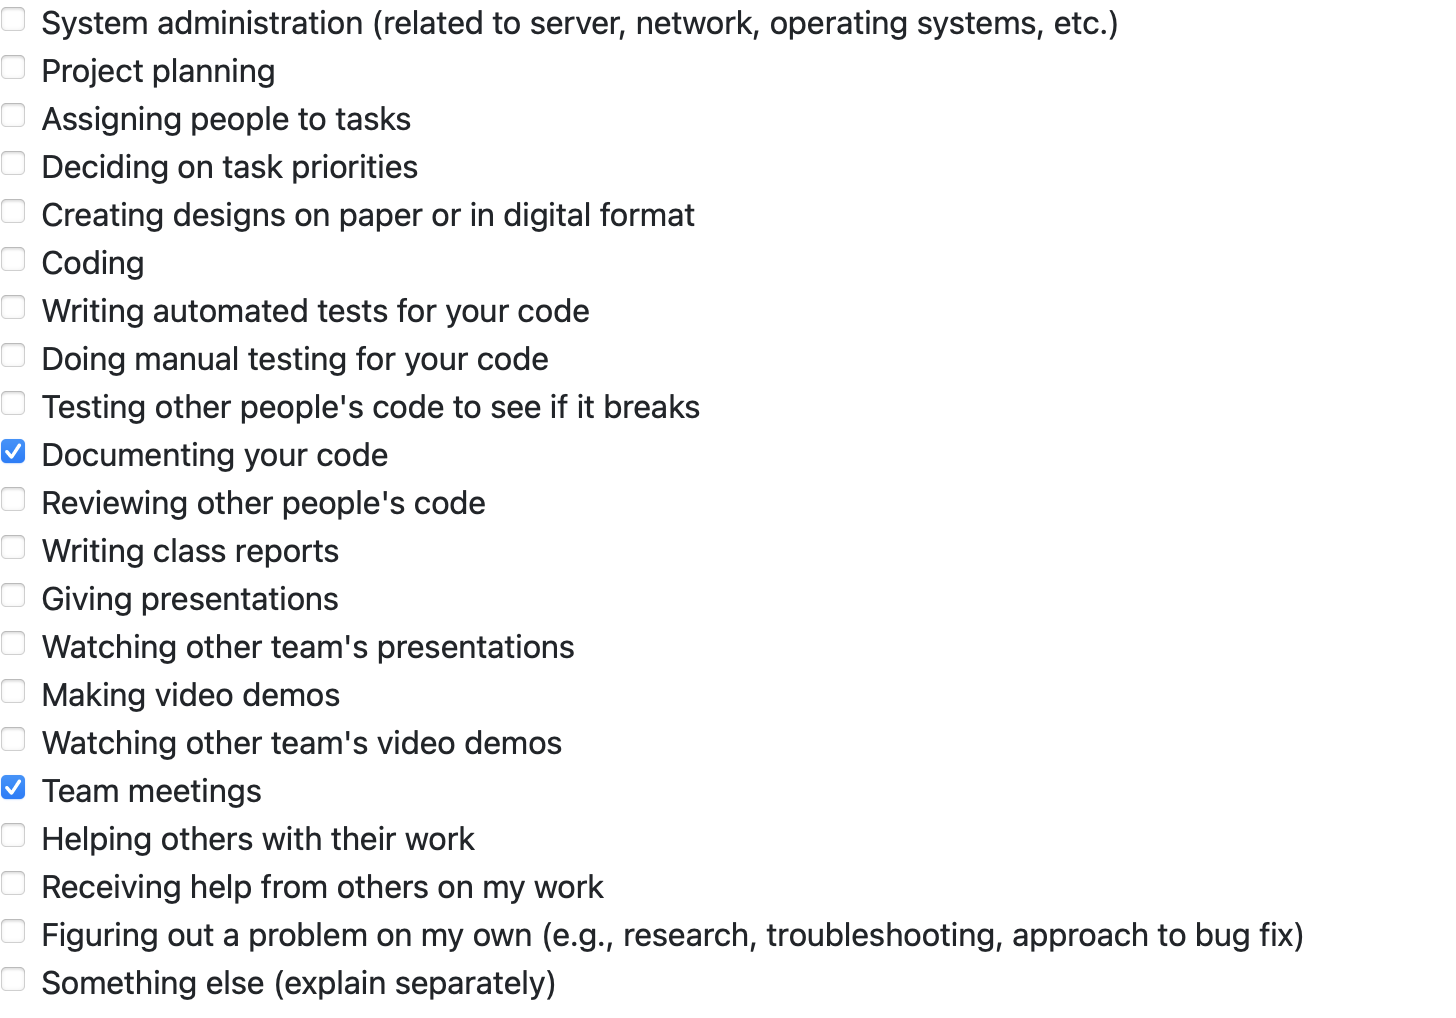 System administration (related to server, network, operating systems, etc.)
Project planning
Assigning people to tasks
Deciding on task priorities
Creating designs on paper or in digital format
Coding
Writing automated tests for your code
Doing manual testing for your code
Testing other people's code to see if it breaks
Documenting your code
Reviewing other people's code
Writing class reports
Giving presentations
Watching other team's presentations
Making video demos
Watching other team's video demos
Team meetings
Helping others with their work
Receiving help from others on my work
Figuring out a problem on my own (e.g., research, troubleshooting, approach to bug fix)
Something else (explain separately)